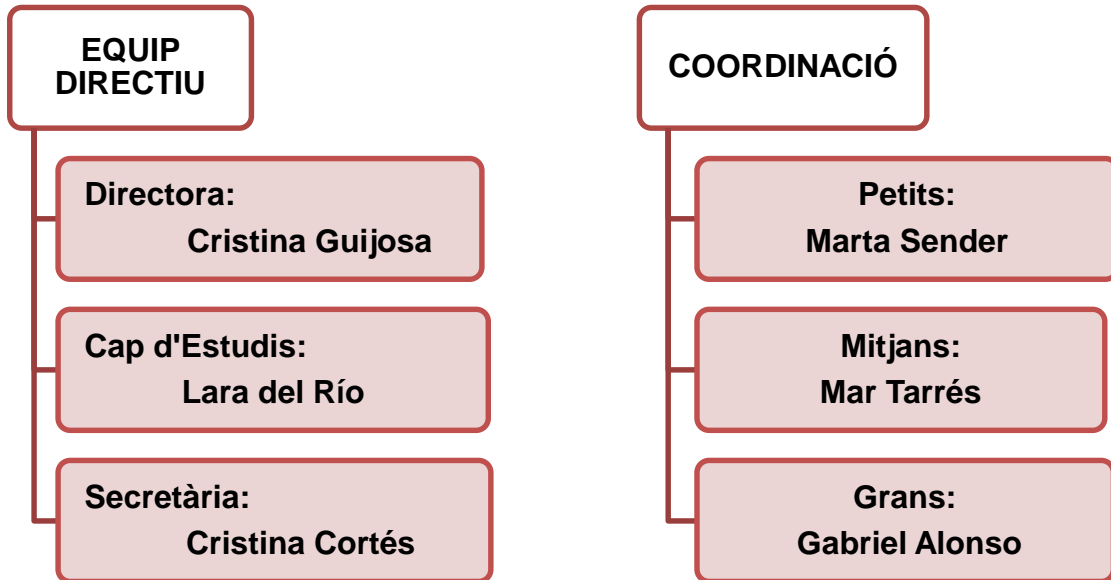 EQUIP
DIRECTIU
Directora:
Cristina Guijosa
Cap d'Estudis:
Lara del Río
Secretària:
Cristina Cortés
COORDINACIÓ
Petits:
Marta Sender
Mitjans:
Mar Tarrés
Grans:
Gabriel Alonso